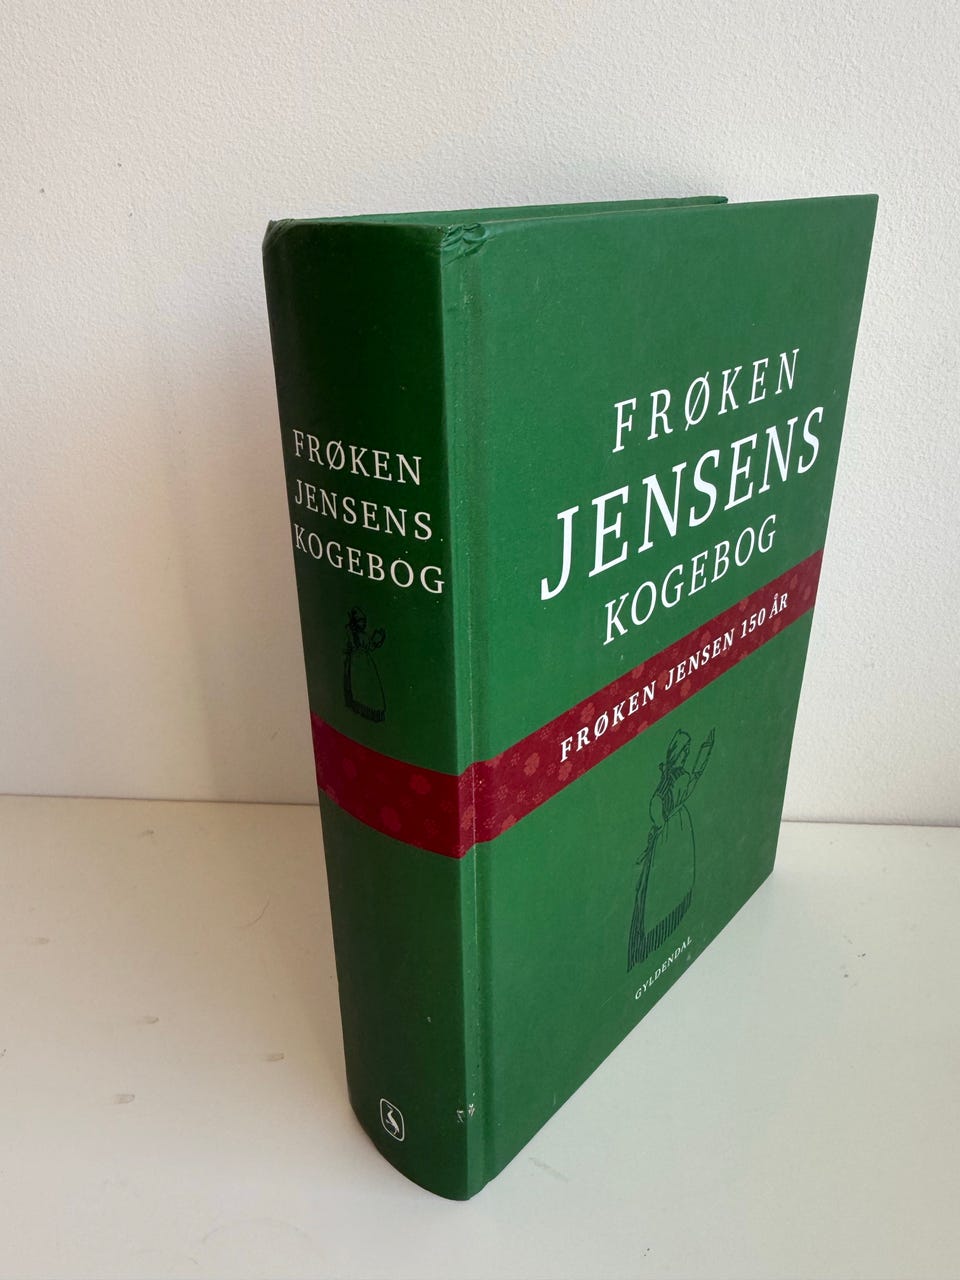 FRØKEN
JENSENS
KOGEBOG
FRØKEN
JENSENS
KOGEBOG
FRØKEN JENSEN 150 ÅR
GYLDENDAL